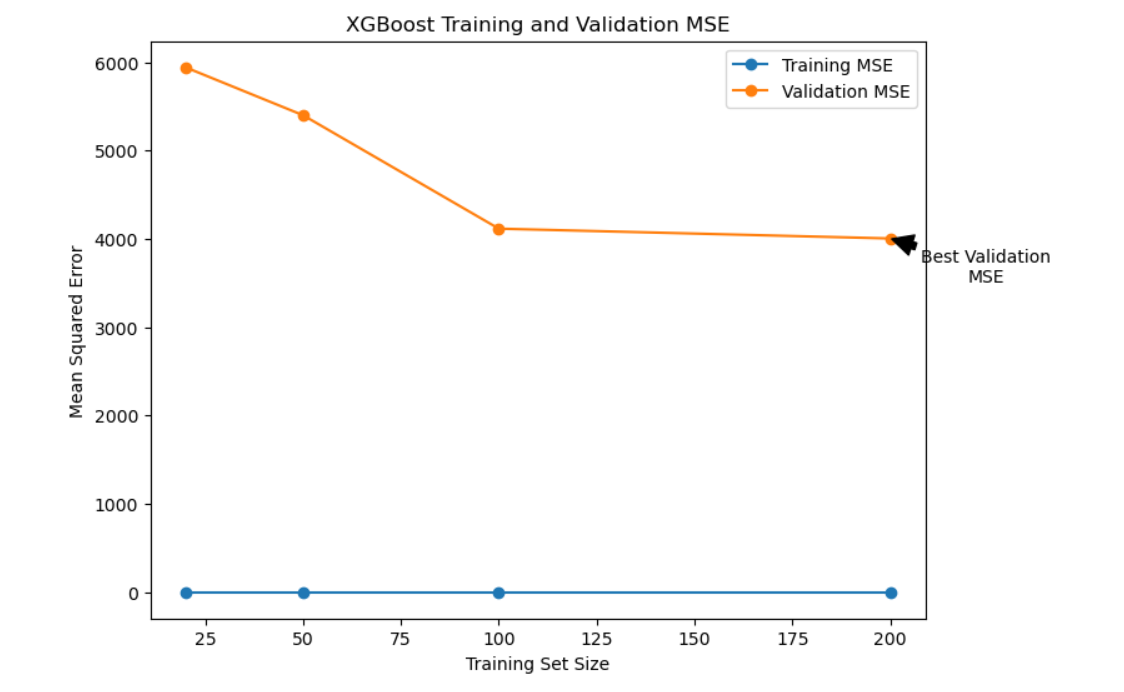 XGBoost Training and Validation MSE
Training MSE
Validation MSE
6000
5000
4000
3000
2000
1000
0
Mean Squared Error
Best Validation
MSE
25
50
75
100
125
150
175
200
Training Set Size